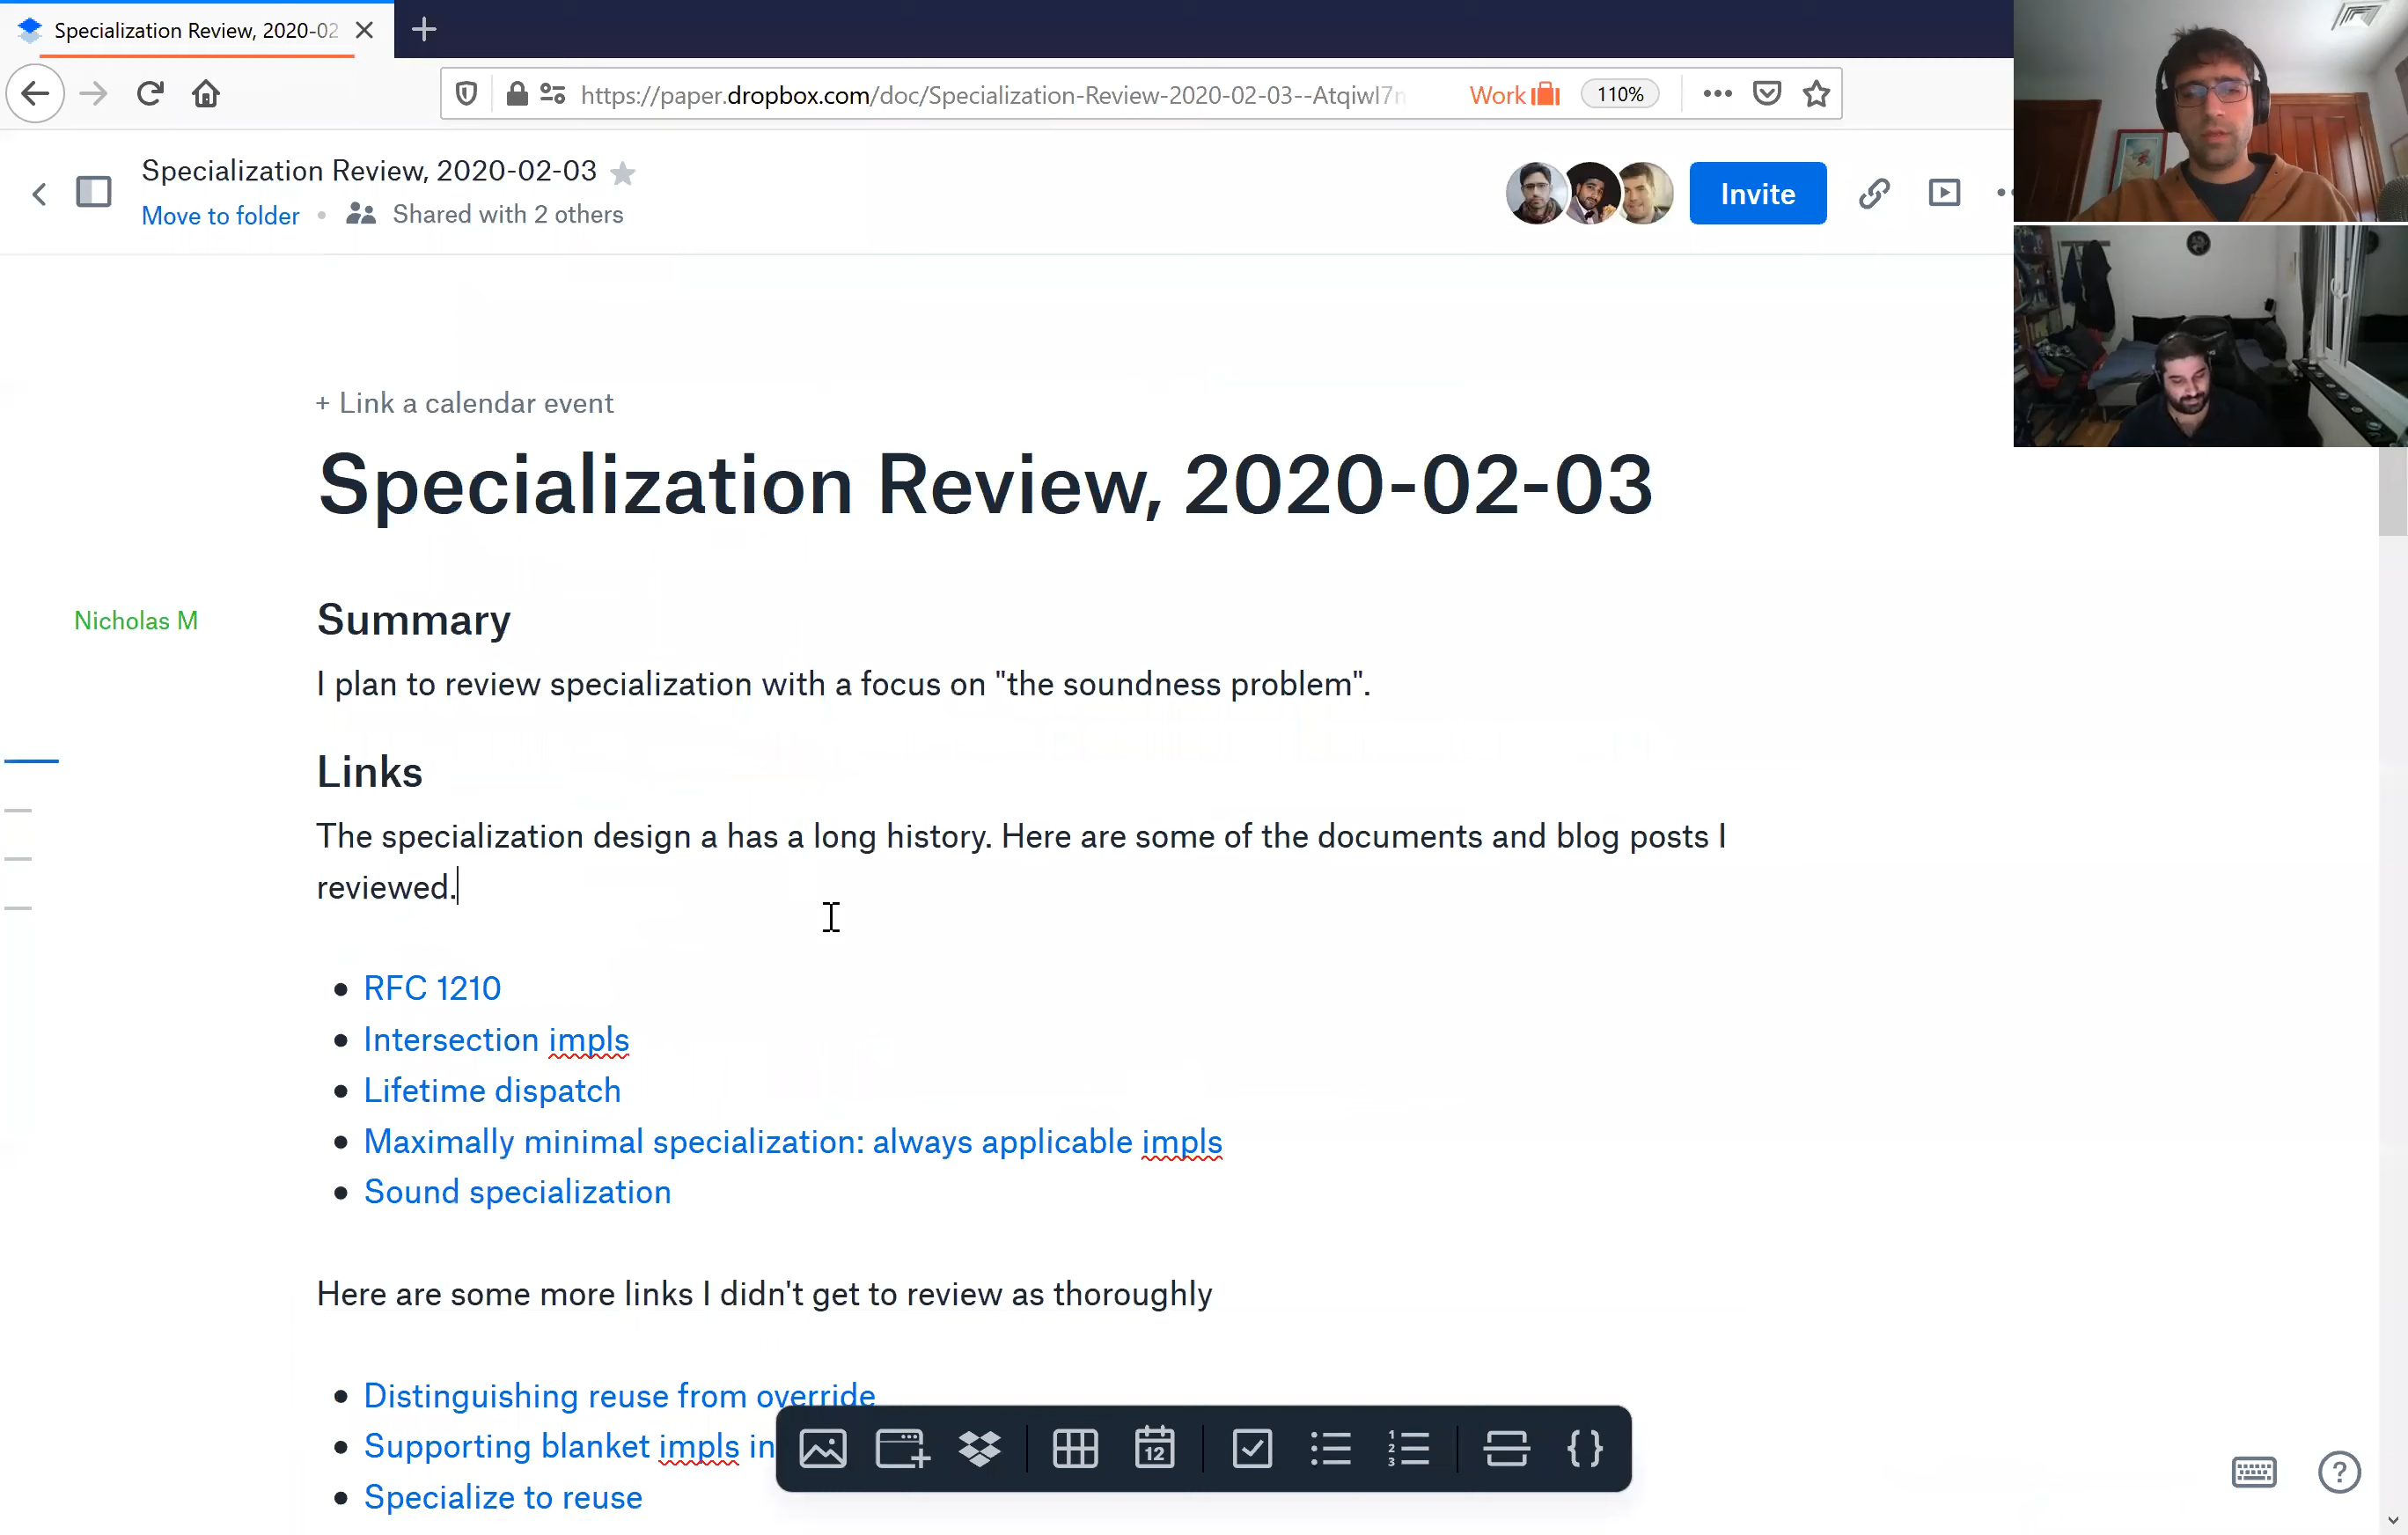 Specialization Review, 2020-02
https://paper.dropbox.com/doc/Specialization-Review-2020-02-03--AtqiwI7
Work
110%
Specialization Review, 2020-02-03
Move to folder • Shared with 2 others
Invite
+ Link a calendar event
Specialization Review, 2020-02-03
Nicholas M
Summary
I plan to review specialization with a focus on "the soundness problem".
Links
The specialization design a has a long history. Here are some of the documents and blog posts I
reviewed.
• RFC 1210
• Intersection impls
• Lifetime dispatch
• Maximally minimal specialization: always applicable impls
• Sound specialization
Here are some more links I didn't get to review as thoroughly
• Distinguishing reuse from override
• Supporting blanket impls in
• Specialize to reuse
12
1
2
3
{ }
?